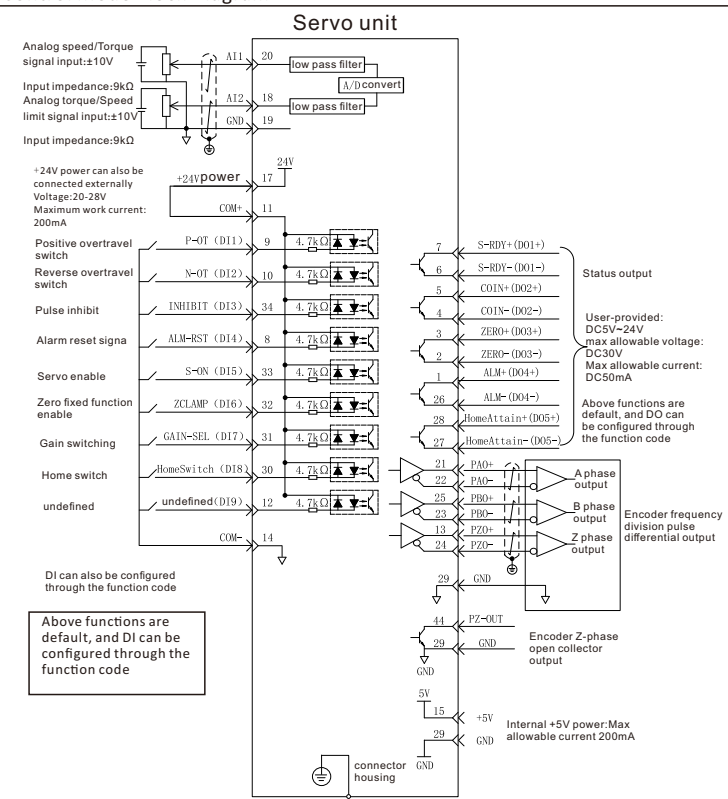 Servo unit
Analog speed/Torque
signal input:±10V
Input impedance:9kΩ
Analog torque/Speed
limit signal input:±10V
Input impedance:9kΩ
AI1
20
low pass filter
A/D convert
AI2
18
low pass filter
GND
19
+24V power can also be
connected externally
Voltage:20-28V
Maximum work current:
200mA
24V
+24Vpower
17
COM+
11
Positive overtravel
switch
P-OT (DI1)
9
4.7kΩ
Reverse overtravel
switch
N-OT (DI2)
10
4.7kΩ
Pulse inhibit
INHIBIT (DI3)
34
4.7kΩ
Alarm reset signa
ALM-RST (DI4)
8
4.7kΩ
Servo enable
S-ON (DI5)
33
4.7kΩ
Zero fixed function
enable
ZCLAMP (DI6)
32
4.7kΩ
Gain switching
GAIN-SEL (DI7)
31
4.7kΩ
Home switch
HomeSwitch (DI8)
30
4.7kΩ
undefined
undefined(DI9)
12
4.7kΩ
COM-
14
DI can also be configured
through the function code
Above functions are
default, and DI can be
configured through the
function code
7
S-RDY+(DO1+)
6
S-RDY-(DO1-)
5
COIN+(DO2+)
4
COIN-(DO2-)
3
ZERO+(DO3+)
2
ZERO-(DO3-)
1
ALM+(DO4+)
26
ALM-(DO4-)
28
HomeAttain+(DO5+)
27
HomeAttain-(DO5-)
Status output
User-provided:
DC5V~24V
max allowable voltage:
DC30V
Max allowable current:
DC50mA
Above functions are
default, and DO can
be configured through
the function code
21
PAO+
22
PAO-
25
PBO+
23
PBO-
13
PZO+
24
PZO-
A phase
output
B phase
output
Z phase
output
Encoder frequency
division pulse
differential output
29
GND
44
PZ-OUT
29
GND
GND
Encoder Z-phase
open collector
output
5V
15
+5V
29
GND
GND
Internal +5V power:Max
allowable current 200mA
connector
housing